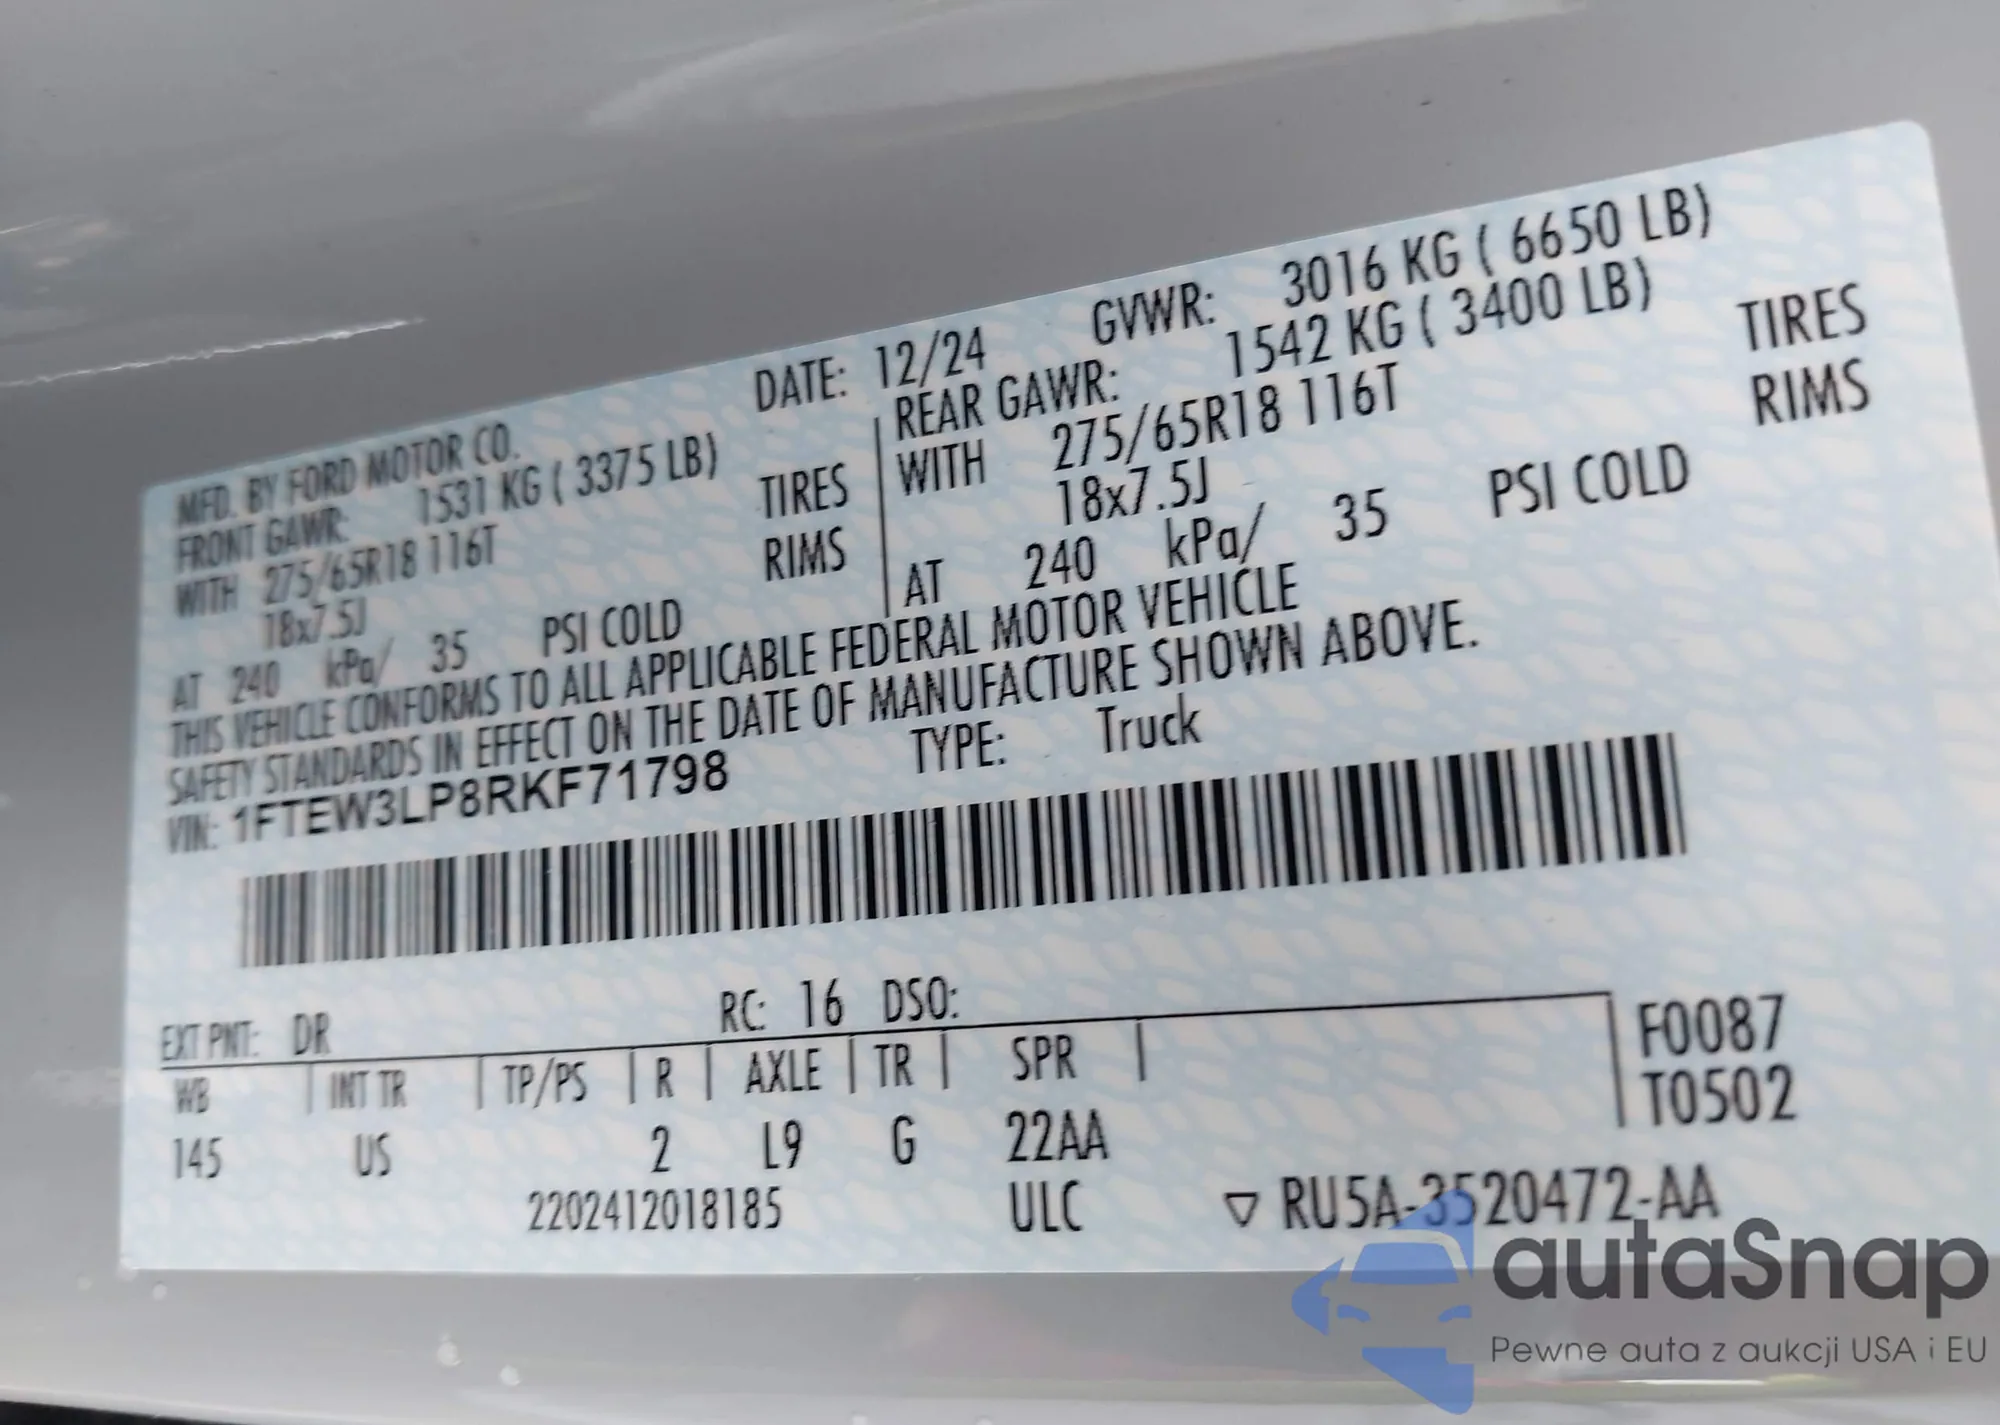 MFD. BY FORD MOTOR CO. DATE: 12/24 GVWR: 3016 KG ( 6650 LB)
FRONT GAWR: 1531 KG ( 3375 LB) REAR GAWR: 1542 KG ( 3400 LB)
WITH 275/65R18 116T TIRES WITH 275/65R18 116T TIRES
18x7.5J RIMS 18x7.5J RIMS
AT 240 kPa/ 35 PSI COLD AT 240 kPa/ 35 PSI COLD
THIS VEHICLE CONFORMS TO ALL APPLICABLE FEDERAL MOTOR VEHICLE
SAFETY STANDARDS IN EFFECT ON THE DATE OF MANUFACTURE SHOWN ABOVE.
VIN: 1FTEW3LP8RKF71798 TYPE: Truck
EXT PNT: DR RC: 16 DSO: F0087
WB INT TR TP/PS R AXLE TR SPR T0502
145 US 2 L9 G 22AA
2202412018185 ULC ▽ RU5A-3520472-AA
autaSnap
Pewne auta z aukcji USA i EU